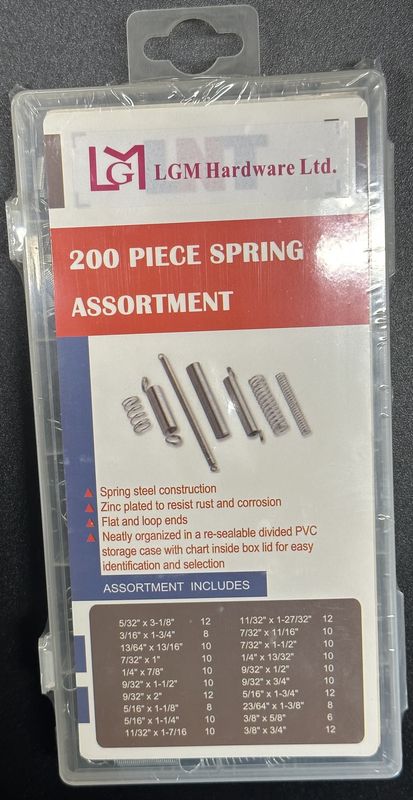 LMG LGM Hardware Ltd.
200 PIECE SPRING
ASSORTMENT
Spring steel construction
Zinc plated to resist rust and corrosion
Flat and loop ends
Neatly organized in a re-sealable divided PVC
storage case with chart inside box lid for easy
identification and selection
ASSORTMENT INCLUDES
5/32" x 3-1/8" 12 11/32" x 1-27/32" 12
3/16" x 1-3/4" 8 7/32" x 11/16" 10
13/64" x 13/16" 10 7/32" x 1-1/2" 10
7/32" x 1" 10 1/4" x 13/32" 10
1/4" x 7/8" 10 9/32" x 1/2" 10
9/32" x 1-1/2" 10 9/32" x 3/4" 10
9/32" x 2" 12 5/16" x 1-3/4" 12
5/16" x 1-1/8" 8 23/64" x 1-3/8" 8
5/16" x 1-1/4" 10 3/8" x 5/8" 6
11/32" x 1-7/16 10 3/8" x 3/4" 12